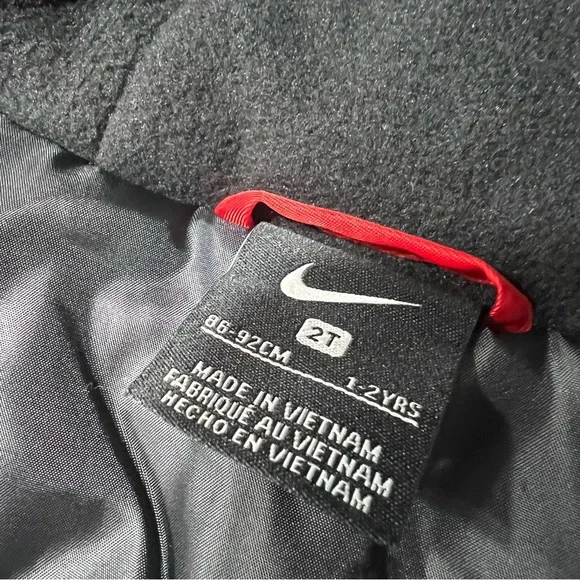 2T
86-92CM 1-2YRS
MADE IN VIETNAM
FABRIQUÉ AU VIETNAM
HECHO EN VIETNAM